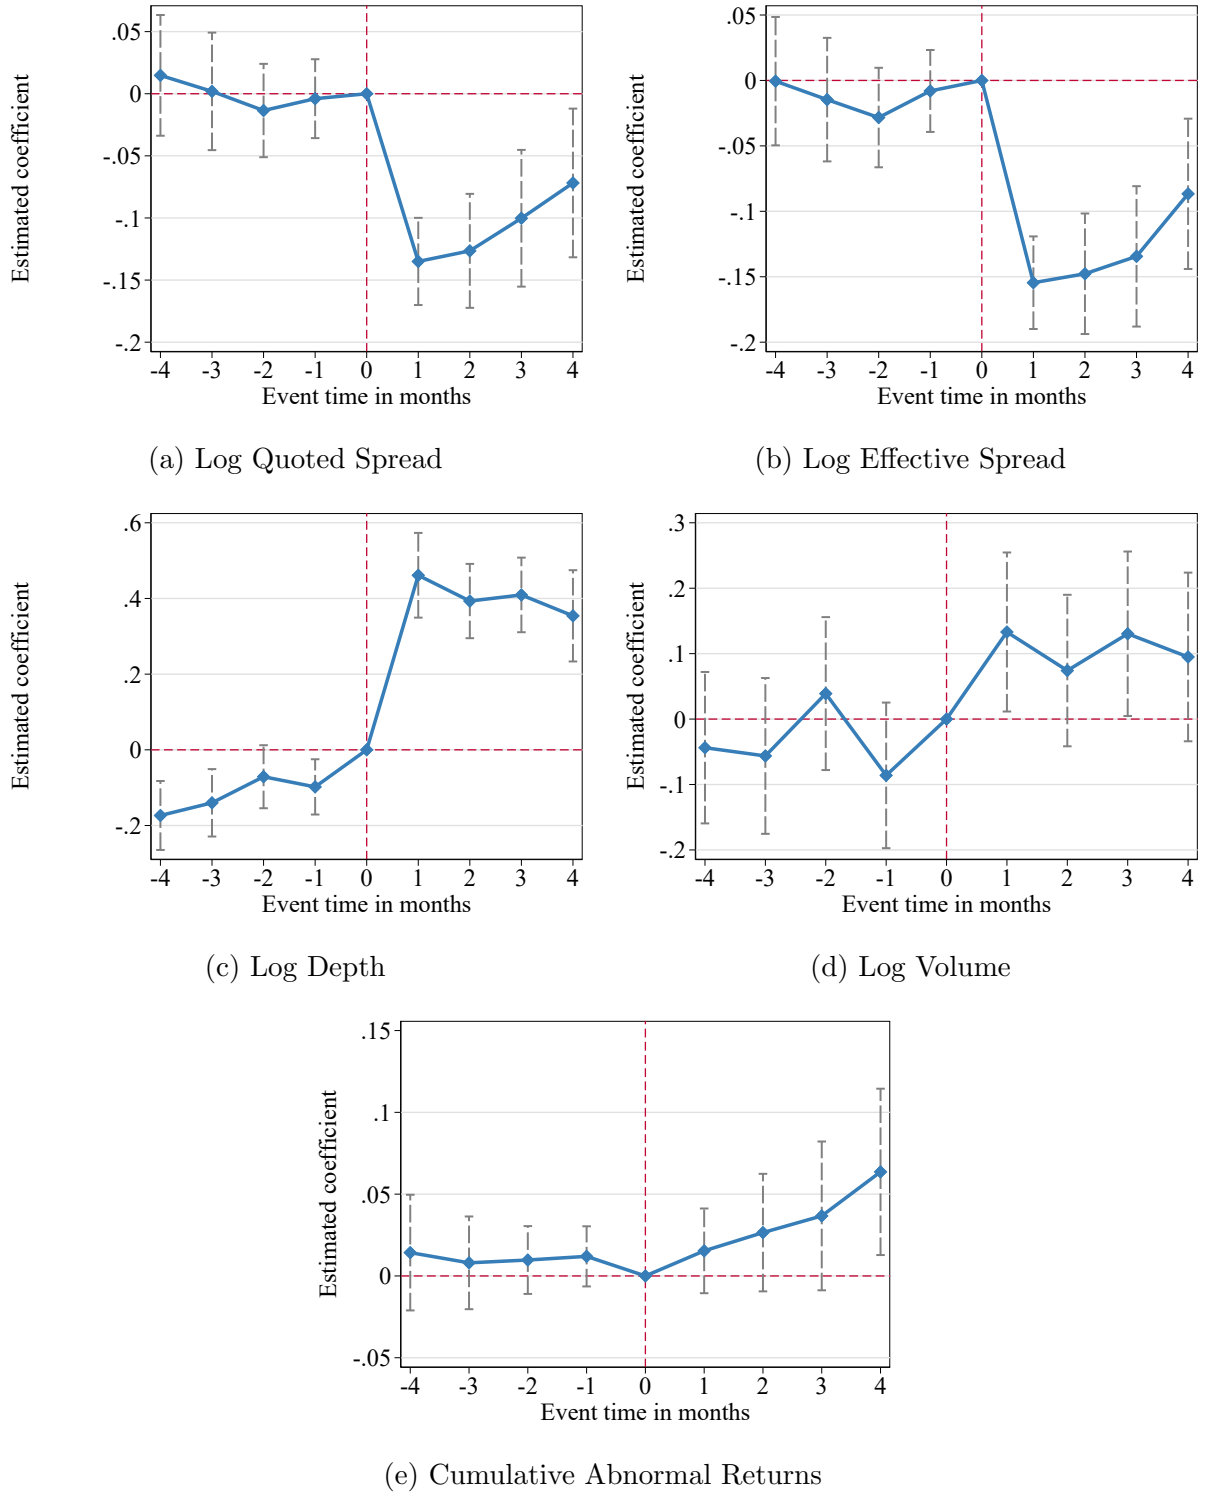 Estimated coefficient
.05
0
-.05
-.1
-.15
-.2
-4 -3 -2 -1 0 1 2 3 4
Event time in months
(a) Log Quoted Spread
Estimated coefficient
.05
0
-.05
-.1
-.15
-.2
-4 -3 -2 -1 0 1 2 3 4
Event time in months
(b) Log Effective Spread
Estimated coefficient
.6
.4
.2
0
-.2
-4 -3 -2 -1 0 1 2 3 4
Event time in months
(c) Log Depth
Estimated coefficient
.3
.2
.1
0
-.1
-.2
-4 -3 -2 -1 0 1 2 3 4
Event time in months
(d) Log Volume
Estimated coefficient
.15
.1
.05
0
-.05
-4 -3 -2 -1 0 1 2 3 4
Event time in months
(e) Cumulative Abnormal Returns